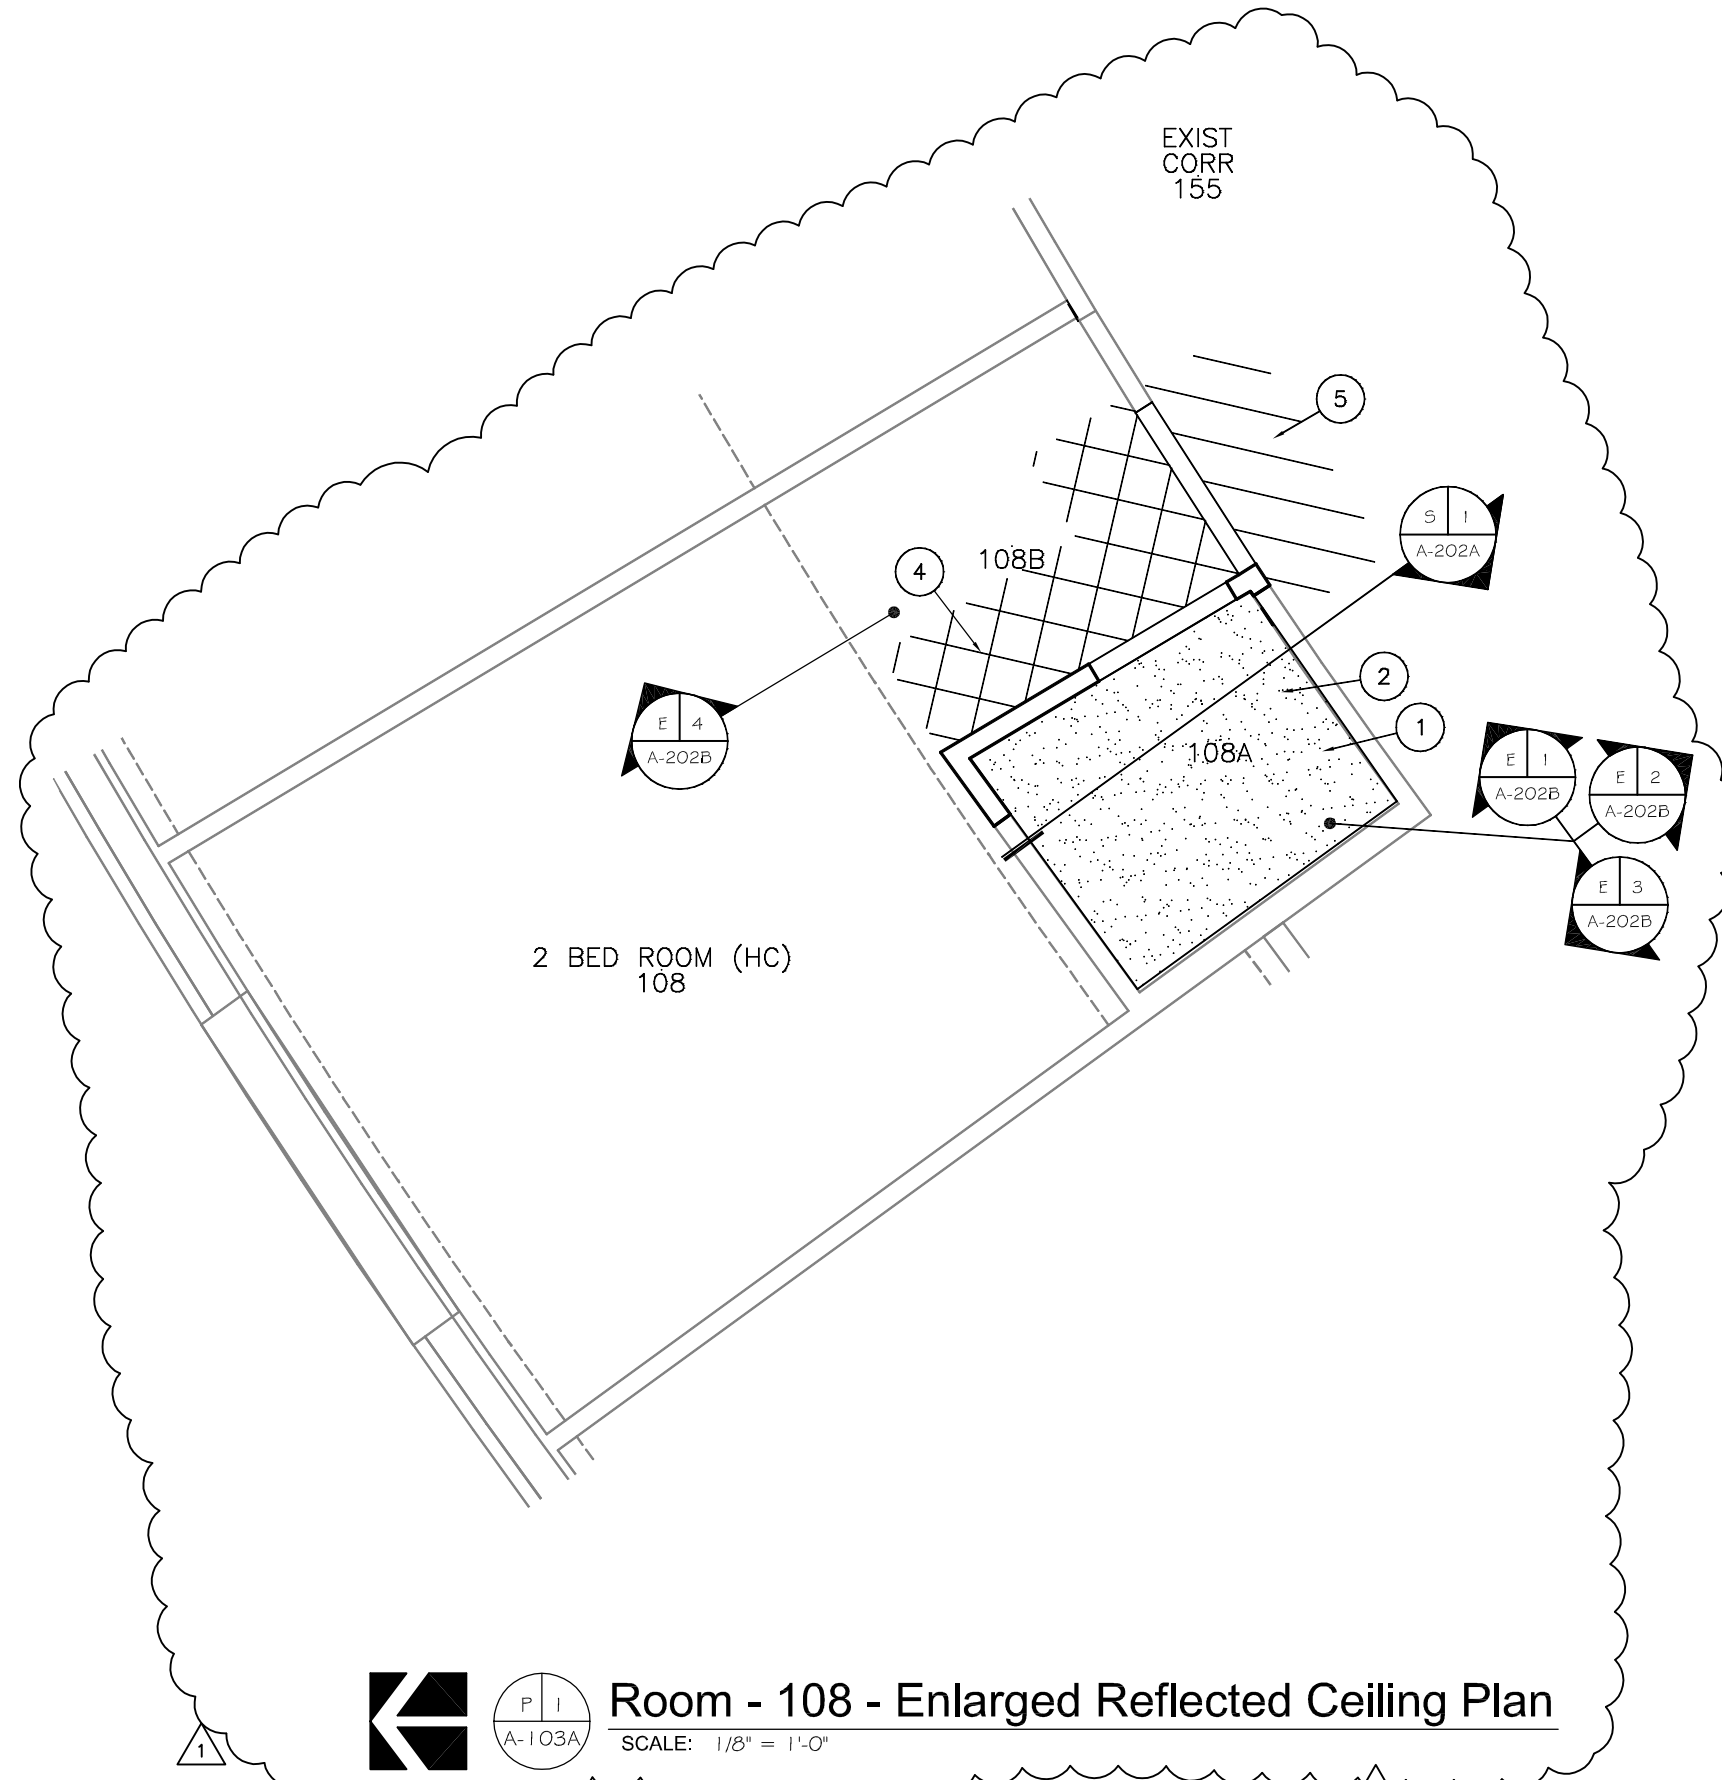 EXIST
CORR
155
5
S 1
A-202A
108B
4
2
E 4
A-202B
1
108A
E 1
A-202B
E 2
A-202B
E 3
A-202B
2 BED ROOM (HC)
108
P 1
A-103A
Room - 108 - Enlarged Reflected Ceiling Plan
SCALE: 1/8" = 1'-0"
1